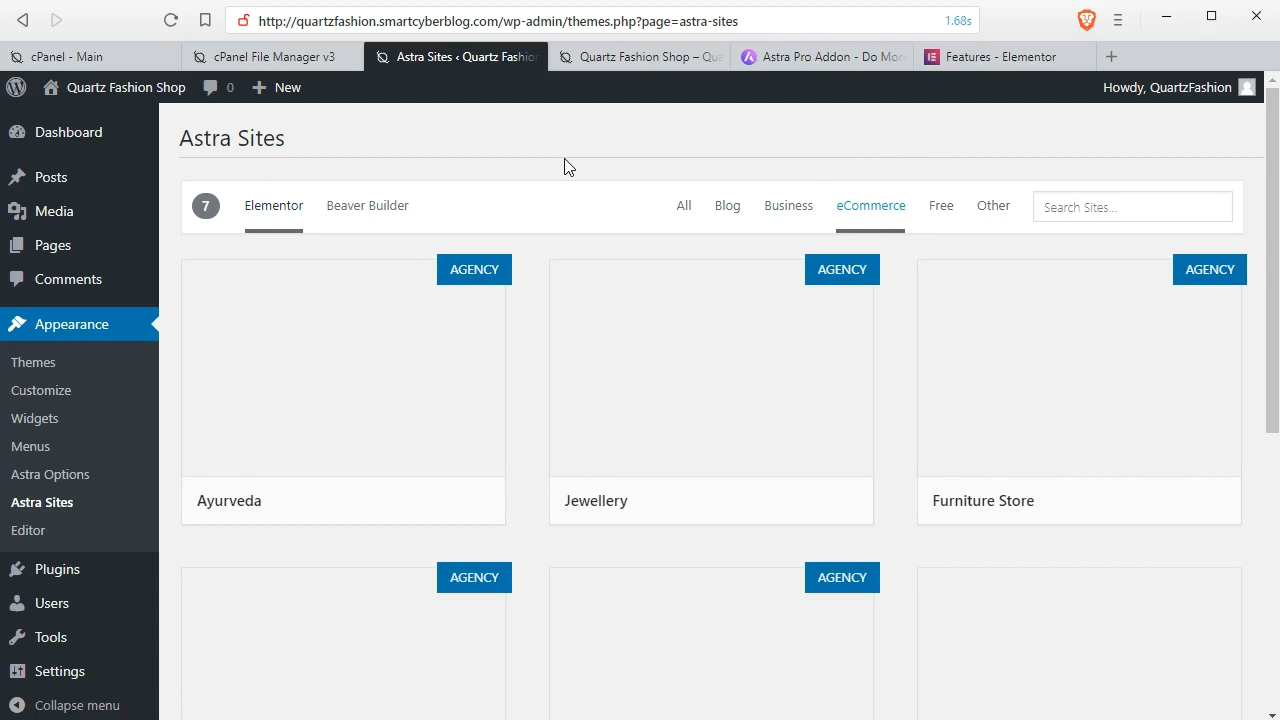 http://quartzfashion.smartcyberblog.com/wp-admin/themes.php?page=astra-sites
1.68s
cPanel - Main
cPanel File Manager v3
Astra Sites ‹ Quartz Fashion
Quartz Fashion Shop – Qua
Astra Pro Addon - Do More
Features - Elementor
Quartz Fashion Shop
0
New
Howdy, QuartzFashion
Dashboard
Posts
Media
Pages
Comments
Appearance
Themes
Customize
Widgets
Menus
Astra Options
Astra Sites
Editor
Plugins
Users
Tools
Settings
Collapse menu
Astra Sites
7
Elementor
Beaver Builder
All
Blog
Business
eCommerce
Free
Other
Search Sites...
AGENCY
AGENCY
AGENCY
Ayurveda
Jewellery
Furniture Store
AGENCY
AGENCY